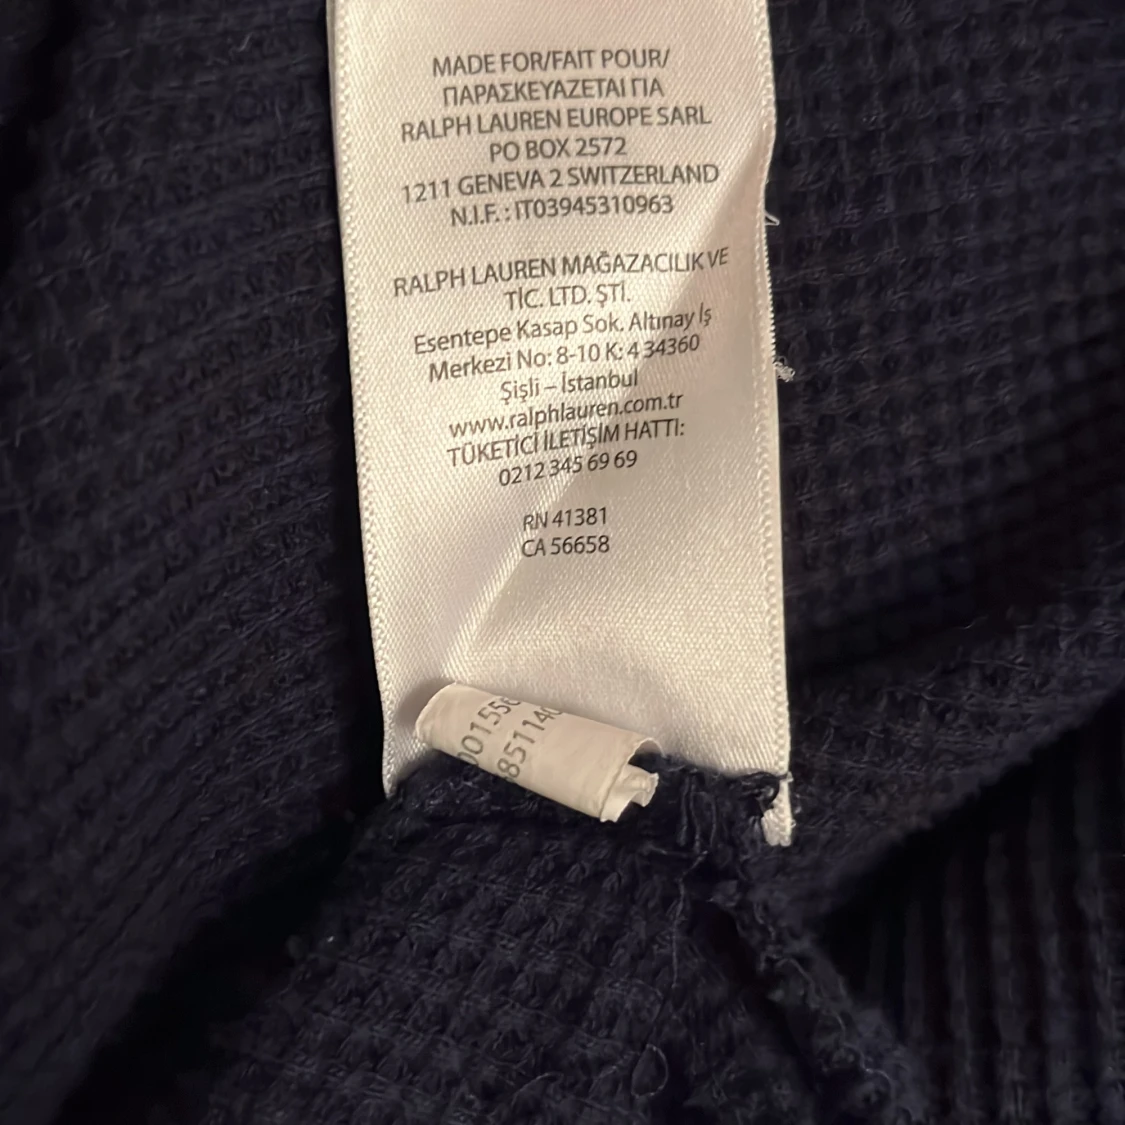 MADE FOR/FAIT POUR/
ΠΑΡΑΣΚΕΥΑΖΕΤΑΙ ΓΙΑ
RALPH LAUREN EUROPE SARL
PO BOX 2572
1211 GENEVA 2 SWITZERLAND
N.I.F. : IT03945310963
RALPH LAUREN MAĞAZACILIK VE
TİC. LTD. ŞTİ.
Esentepe Kasap Sok. Altınay İş
Merkezi No: 8-10 K: 4 34360
Şişli – İstanbul
www.ralphlauren.com.tr
TÜKETİCİ İLETİŞİM HATTI:
0212 345 69 69
RN 41381
CA 56658